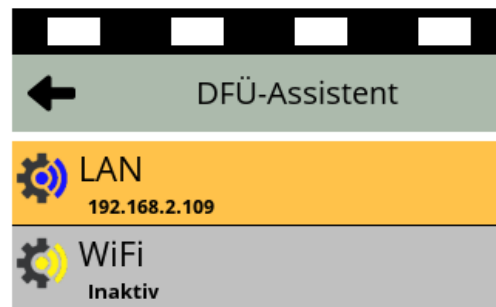 DFÜ-Assistent
LAN
192.168.2.109
WiFi
Inaktiv